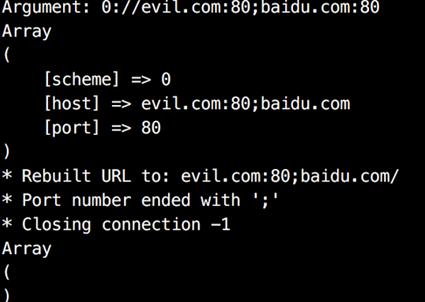 Argument: 0://evil.com:80;baidu.com:80
Array
(
    [scheme] => 0
    [host] => evil.com:80;baidu.com
    [port] => 80
)
* Rebuilt URL to: evil.com:80;baidu.com/
* Port number ended with ';'
* Closing connection -1
Array
(
)